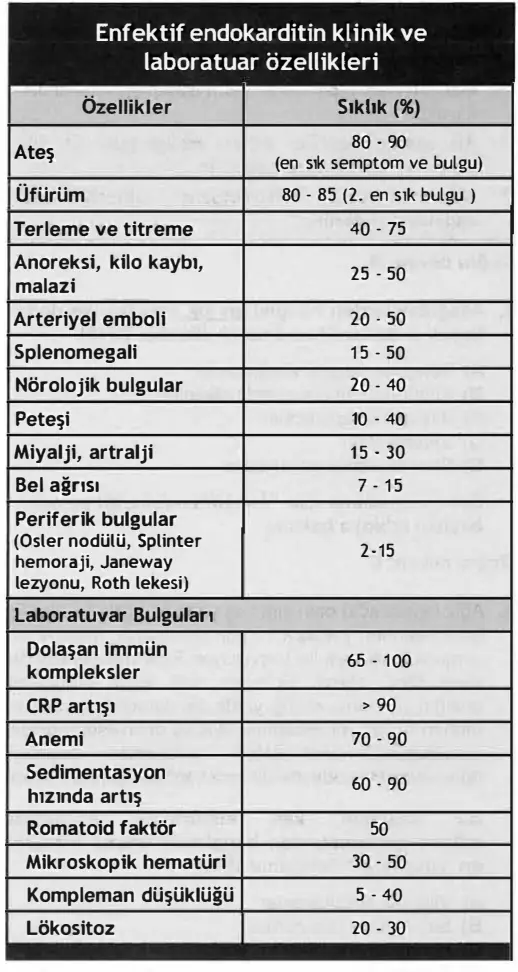 Enfektif endokarditin klinik ve
laboratuar özellikleri
Özellikler Sıklık (%)
Ateş 80 - 90
(en sık semptom ve bulgu)
Üfürüm 80 - 85 (2. en sık bulgu )
Terleme ve titreme 40 - 75
Anoreksi, kilo kaybı,
malazi 25 - 50
Arteriyel emboli 20 - 50
Splenomegali 15 - 50
Nörolojik bulgular 20 - 40
Peteşi 10 - 40
Miyalji, artralji 15 - 30
Bel ağrısı 7 - 15
Periferik bulgular
(Osler nodülü, Splinter
hemoraji, Janeway
lezyonu, Roth lekesi) 2-15
Laboratuvar Bulguları
Dolaşan immün
kompleksler 65 - 100
CRP artışı > 90
Anemi 70 - 90
Sedimentasyon
hızında artış 60 - 90
Romatoid faktör 50
Mikroskopik hematüri 30 - 50
Kompleman düşüklüğü 5 - 40
Lökositoz 20 - 30